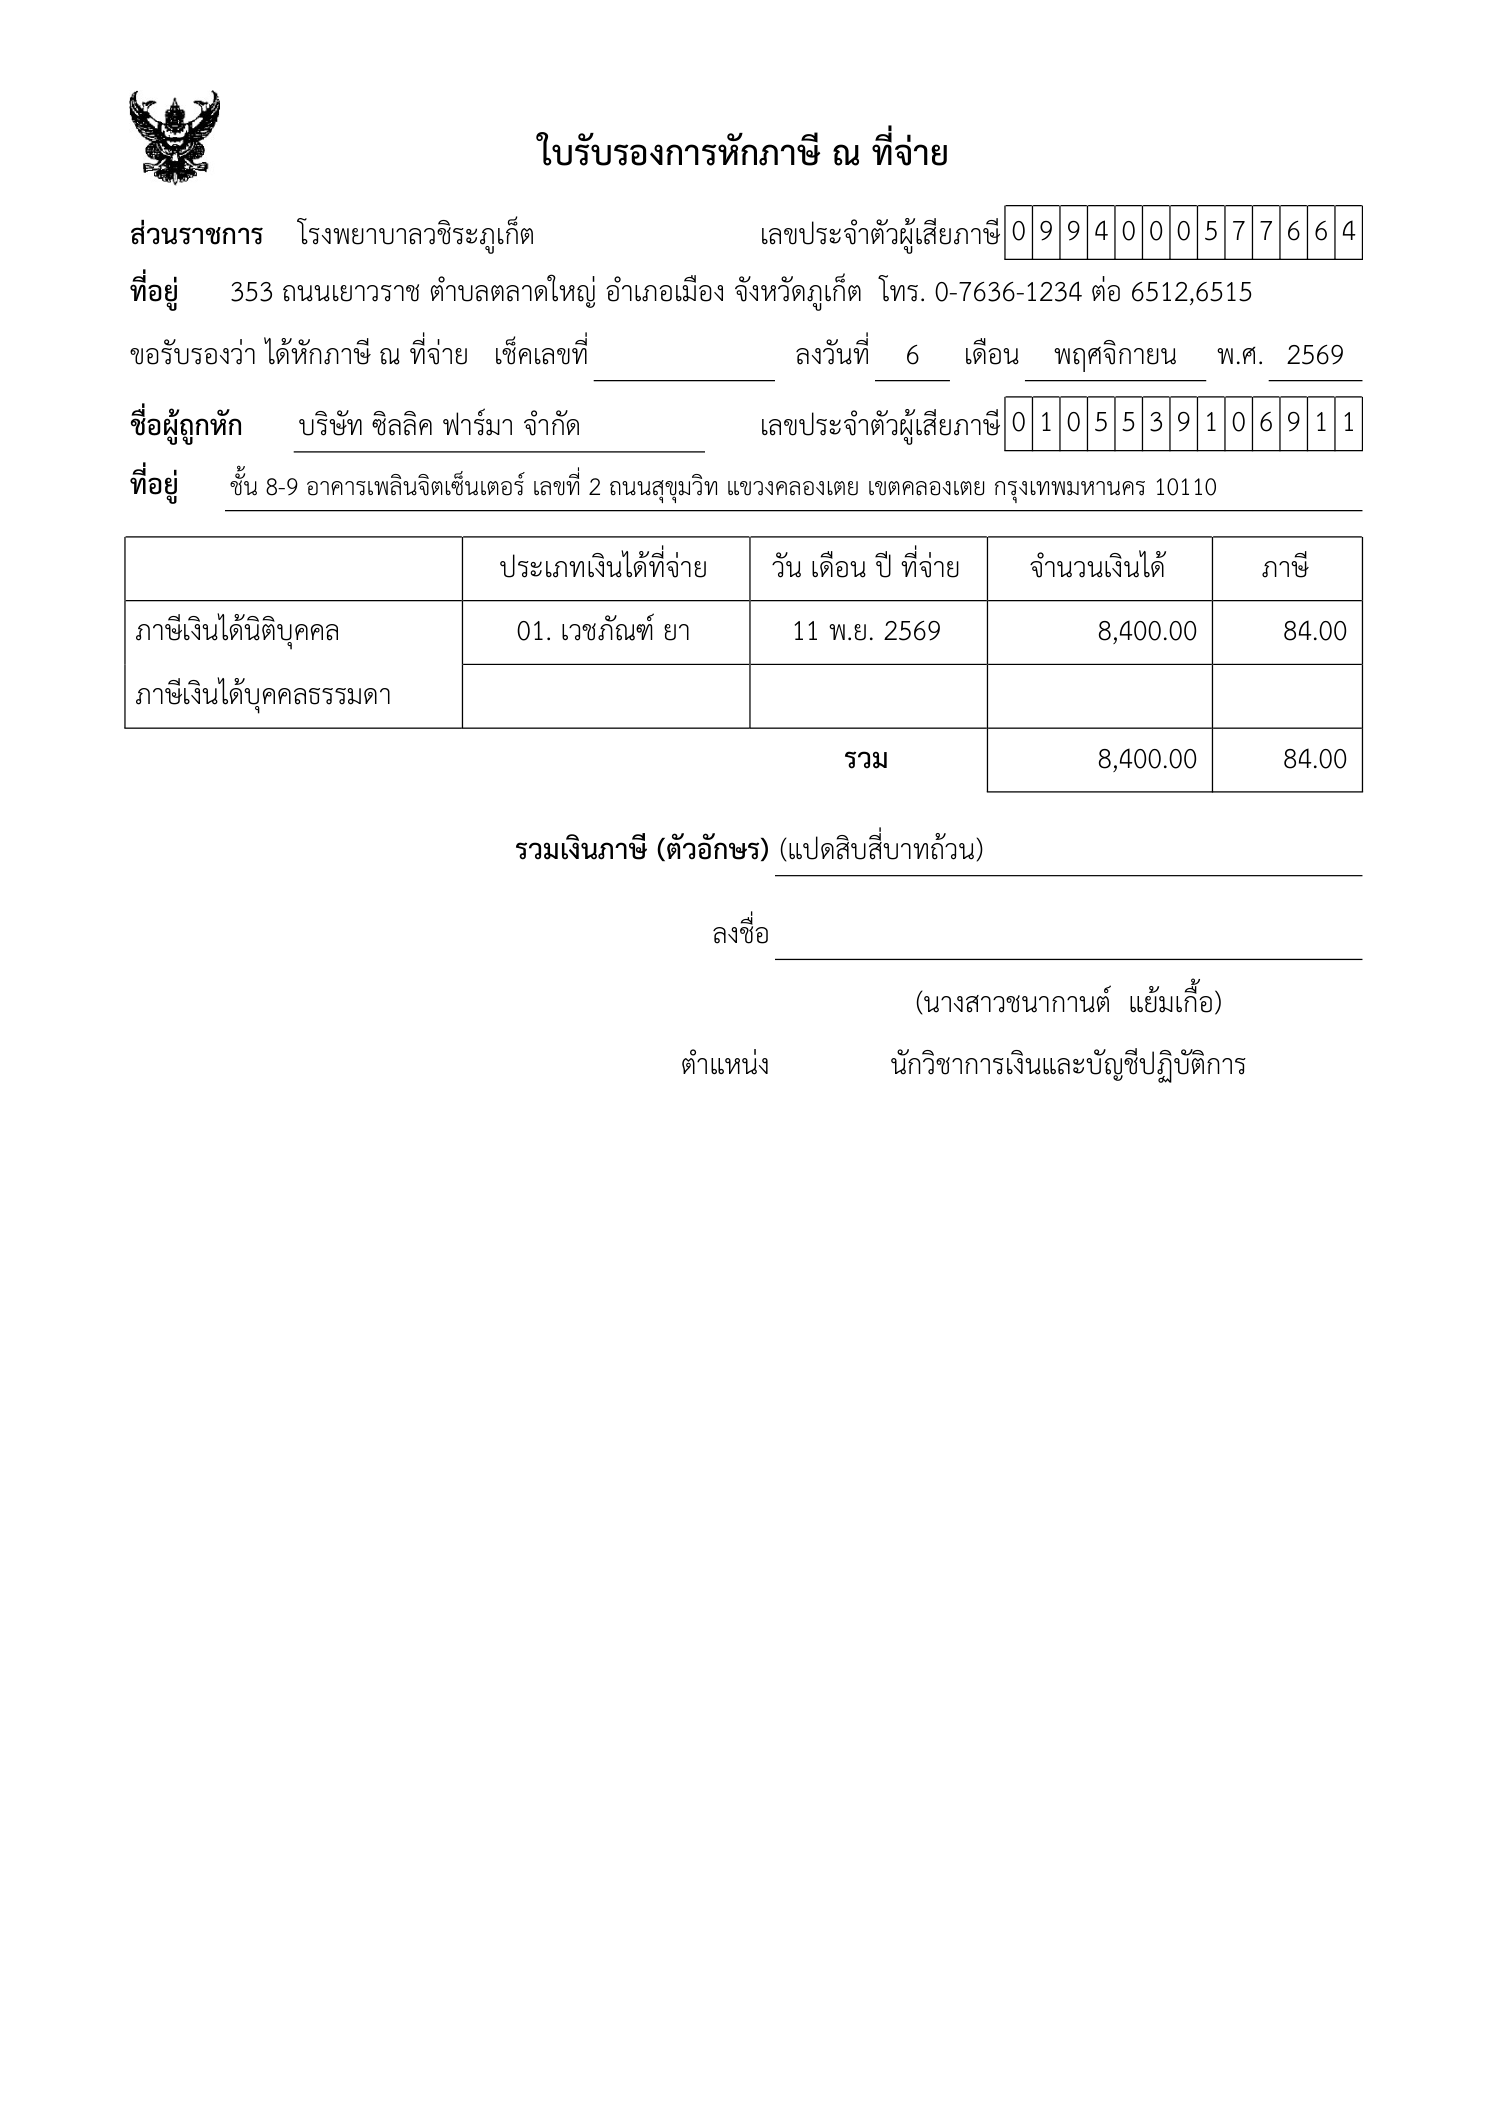 ใบรับรองการหักภาษี ณ ที่จ่าย
ส่วนราชการ โรงพยาบาลวชิระภูเก็ต เลขประจำตัวผู้เสียภาษี 0994000577664
ที่อยู่ 353 ถนนเยาวราช ตำบลตลาดใหญ่ อำเภอเมือง จังหวัดภูเก็ต โทร. 0-7636-1234 ต่อ 6512,6515
ขอรับรองว่า ได้หักภาษี ณ ที่จ่าย เช็คเลขที่ ลงวันที่ 6 เดือน พฤศจิกายน พ.ศ. 2569
ชื่อผู้ถูกหัก บริษัท ซิลลิค ฟาร์มา จำกัด เลขประจำตัวผู้เสียภาษี 0105539106911
ที่อยู่ ชั้น 8-9 อาคารเพลินจิตเซ็นเตอร์ เลขที่ 2 ถนนสุขุมวิท แขวงคลองเตย เขตคลองเตย กรุงเทพมหานคร 10110
ประเภทเงินได้ที่จ่าย วัน เดือน ปี ที่จ่าย จำนวนเงินได้ ภาษี
ภาษีเงินได้นิติบุคคล 01. เวชภัณฑ์ ยา 11 พ.ย. 2569 8,400.00 84.00
ภาษีเงินได้บุคคลธรรมดา
รวม 8,400.00 84.00
รวมเงินภาษี (ตัวอักษร) (แปดสิบสี่บาทถ้วน)
ลงชื่อ
(นางสาวชนากานต์ แย้มเกื้อ)
ตำแหน่ง นักวิชาการเงินและบัญชีปฏิบัติการ